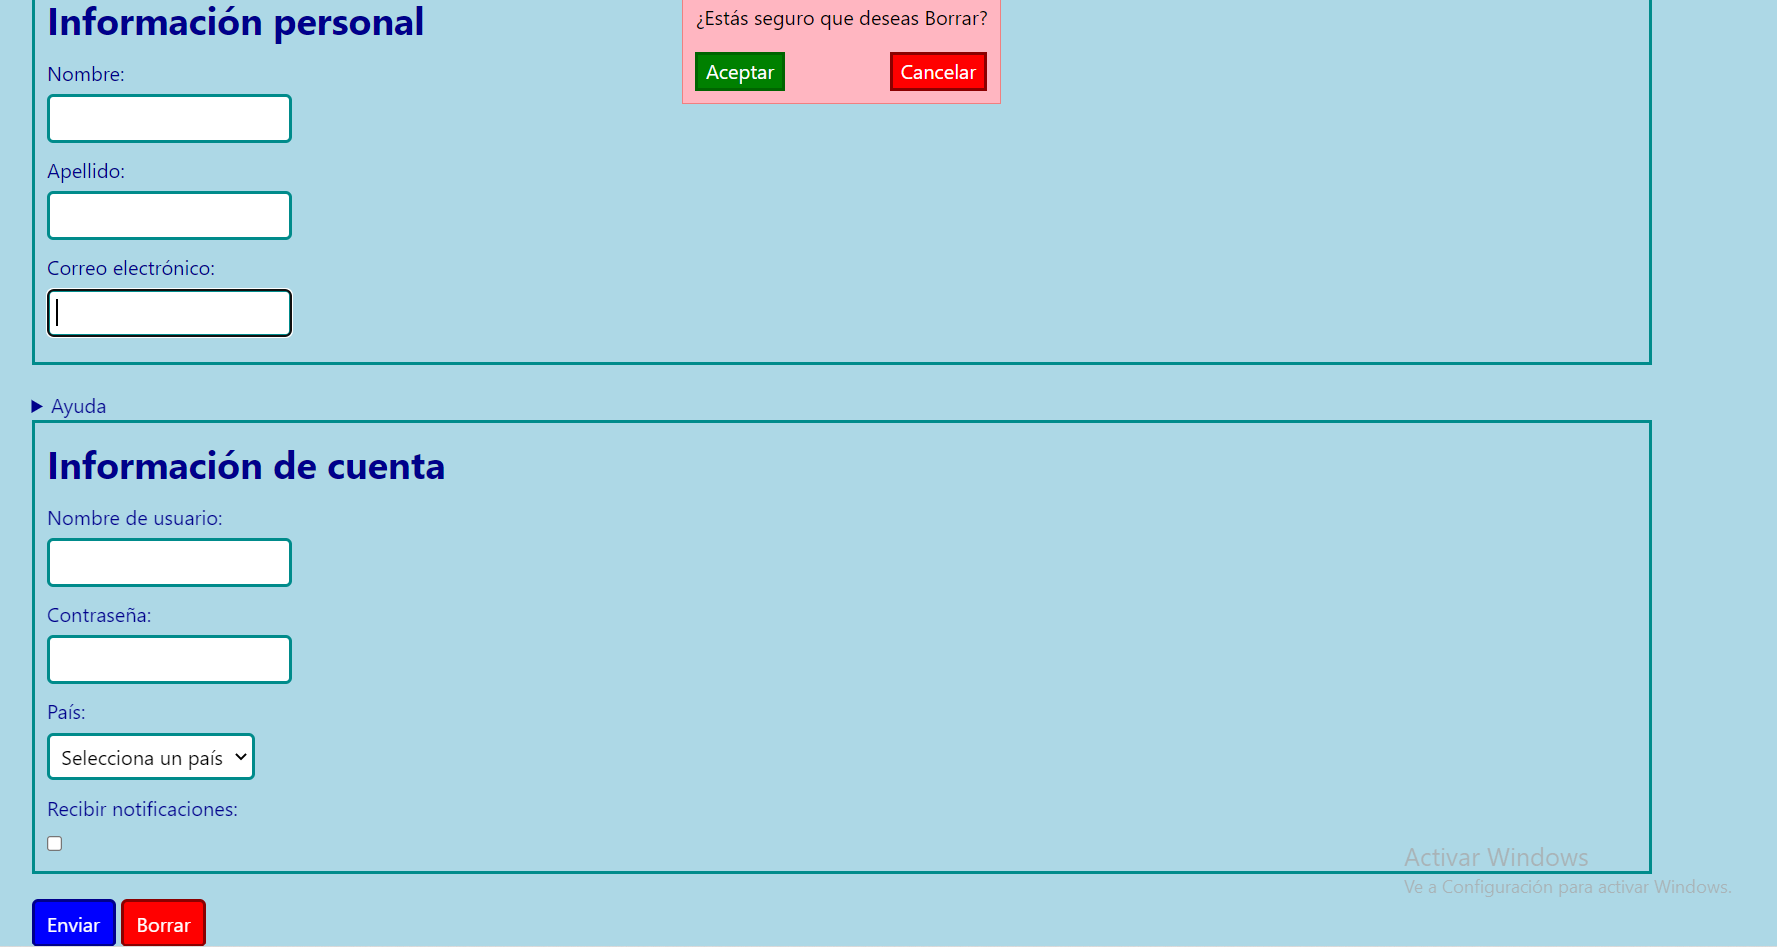 Información personal
¿Estás seguro que deseas Borrar?
Aceptar
Cancelar
Nombre:
Apellido:
Correo electrónico:
Ayuda
Información de cuenta
Nombre de usuario:
Contraseña:
País:
Selecciona un país
Recibir notificaciones:
Activar Windows
Ve a Configuración para activar Windows.
Enviar
Borrar